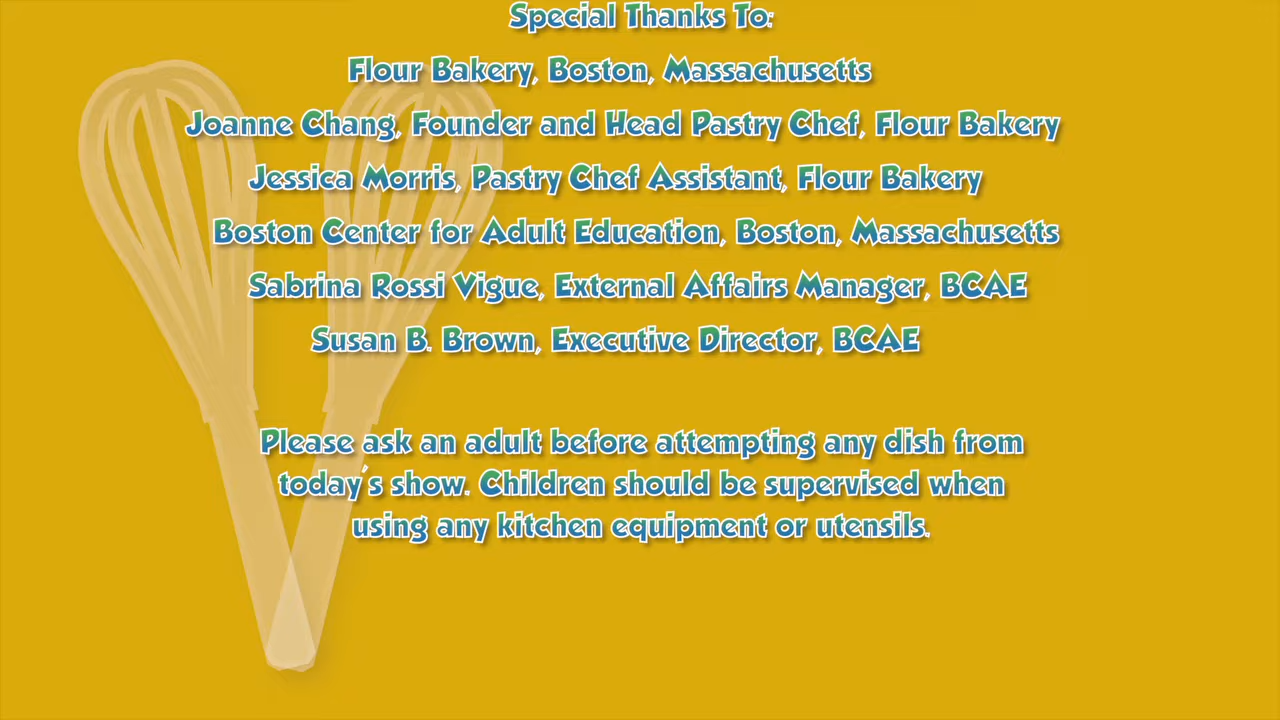 Special Thanks To:
Flour Bakery, Boston, Massachusetts
Joanne Chang, Founder and Head Pastry Chef, Flour Bakery
Jessica Morris, Pastry Chef Assistant, Flour Bakery
Boston Center for Adult Education, Boston, Massachusetts
Sabrina Rossi Vigue, External Affairs Manager, BCAE
Susan B. Brown, Executive Director, BCAE
Please ask an adult before attempting any dish from
today's show. Children should be supervised when
using any kitchen equipment or utensils.